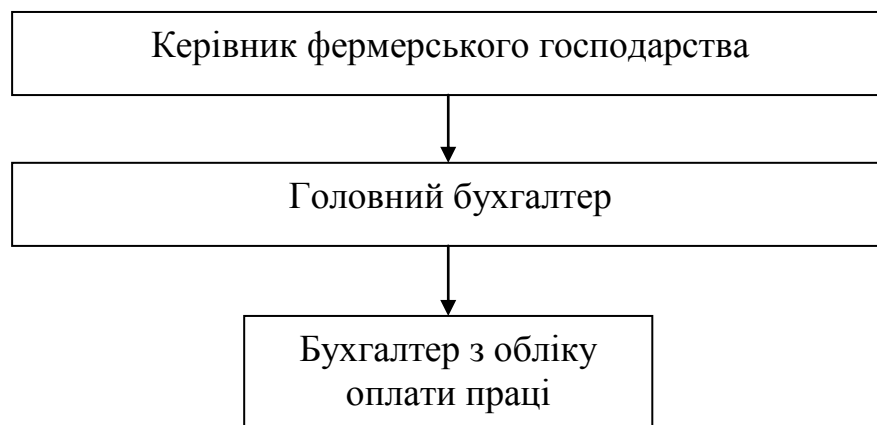 Керівник фермерського господарства
Головний бухгалтер
Бухгалтер з обліку
оплати праці